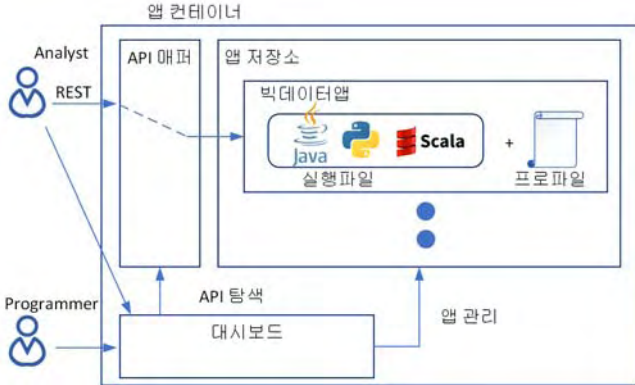 앱 컨테이너
Analyst
API 매퍼
앱 저장소
REST
빅데이터앱
Java
Scala
+
실행파일
프로파일
Programmer
API 탐색
앱 관리
대시보드